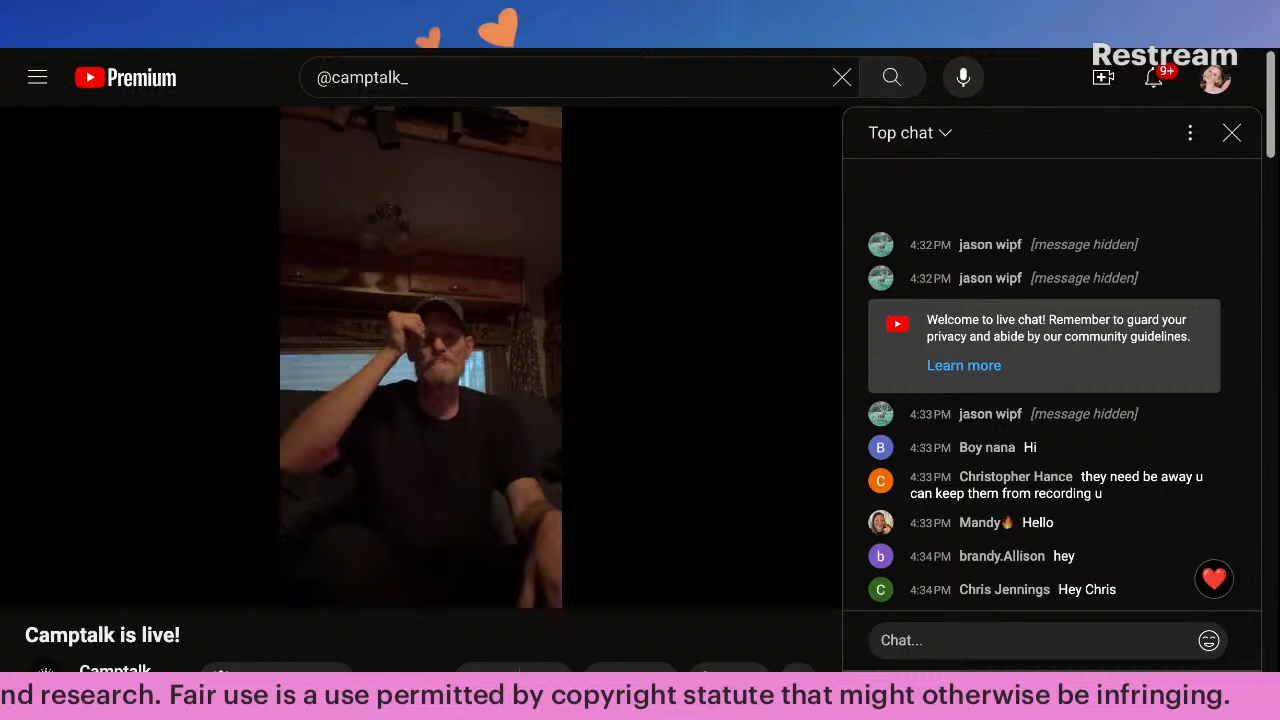 Restream
Premium
@camptalk_
9+
Top chat
4:32 PM jason wipf [message hidden]
4:32 PM jason wipf [message hidden]
Welcome to live chat! Remember to guard your
privacy and abide by our community guidelines.
Learn more
4:33 PM jason wipf [message hidden]
B 4:33 PM Boy nana Hi
C 4:33 PM Christopher Hance they need be away u
can keep them from recording u
4:33 PM Mandy🔥 Hello
b 4:34 PM brandy.Allison hey
C 4:34 PM Chris Jennings Hey Chris
Chat...
Camptalk is live!
Camptalk
nd research. Fair use is a use permitted by copyright statute that might otherwise be infringing.